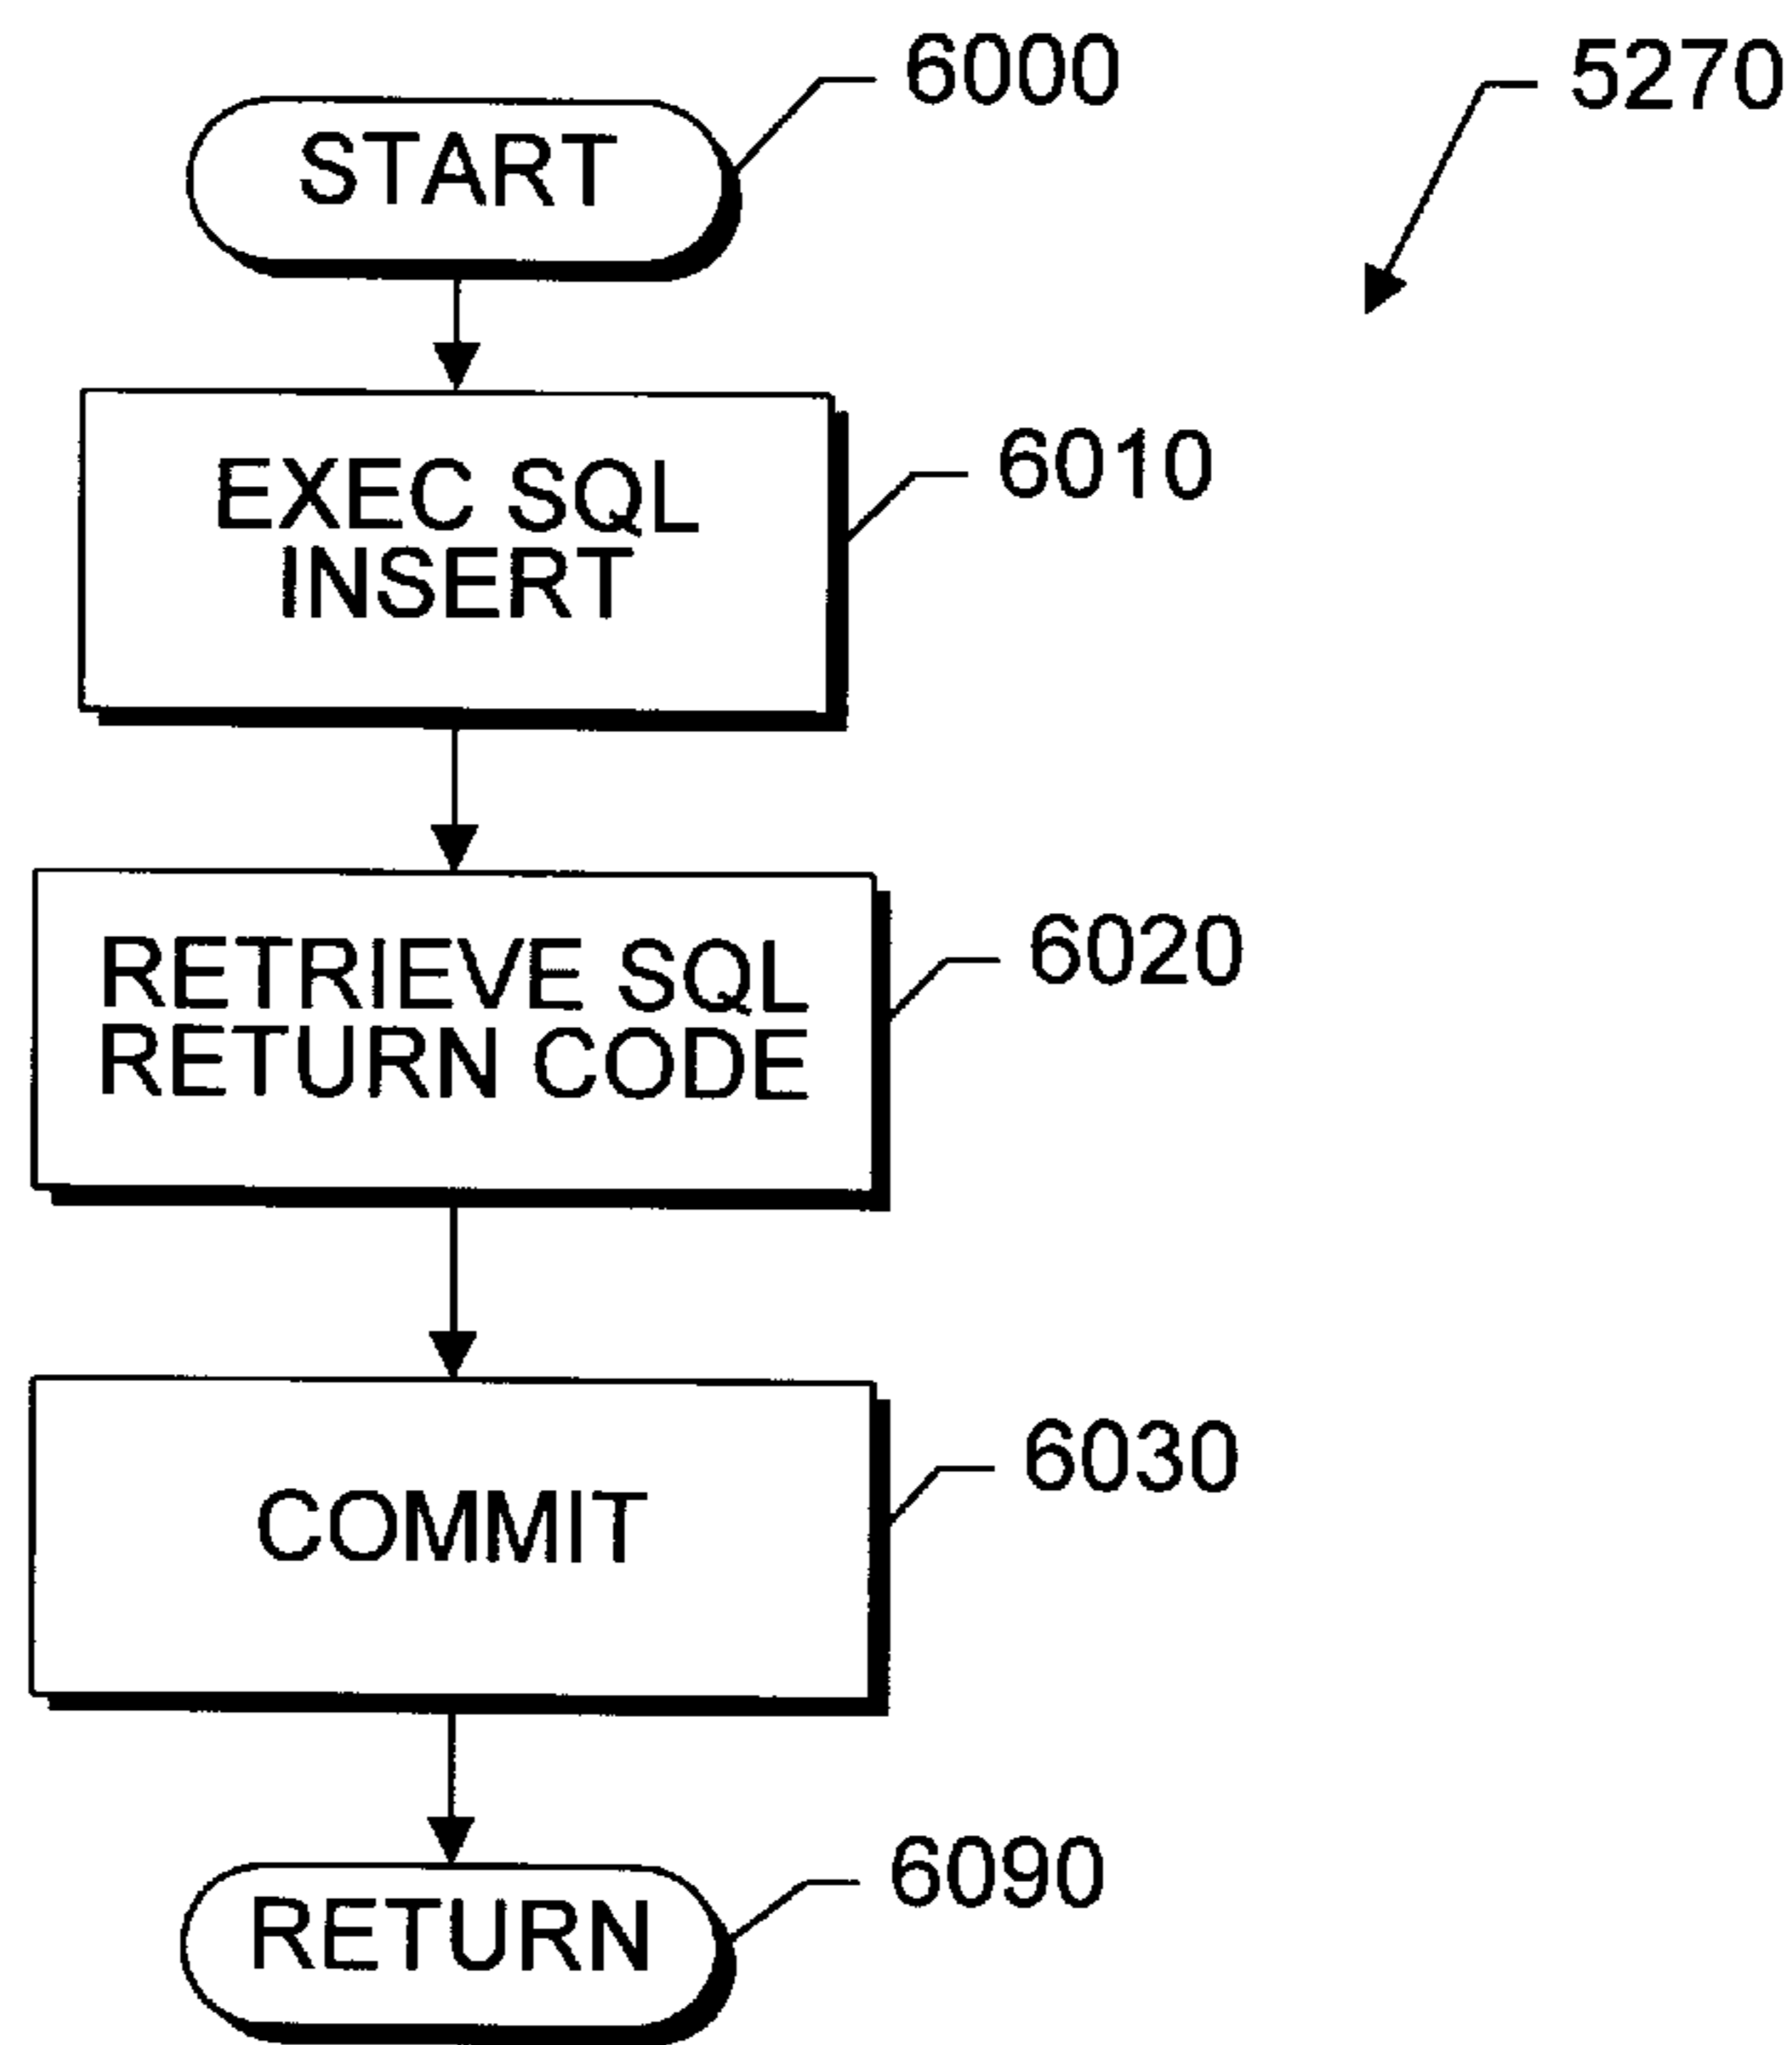 6000
5270
START
6010
EXEC SQL
INSERT
6020
RETRIEVE SQL
RETURN CODE
6030
COMMIT
6090
RETURN